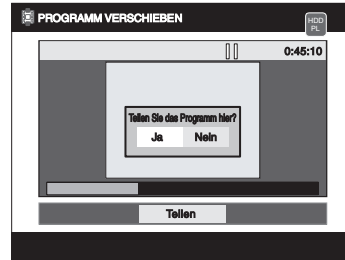 PROGRAMM VERSCHIEBEN
HDD
PL
0:45:10
Teilen Sie das Programm hier?
Ja Nein
Teilen